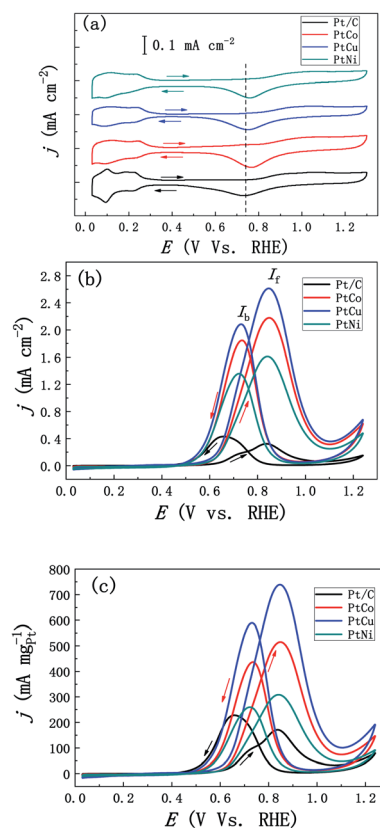 (a)
0.1 mA cm⁻²
Pt/C
PtCo
PtCu
PtNi
j (mA cm⁻²)
0.0 0.2 0.4 0.6 0.8 1.0 1.2
E (V Vs. RHE)
(b)
I_f
I_b
Pt/C
PtCo
PtCu
PtNi
j (mA cm⁻²)
2.8
2.4
2.0
1.6
1.2
0.8
0.4
0.0
0.0 0.2 0.4 0.6 0.8 1.0 1.2
E (V vs. RHE)
(c)
Pt/C
PtCo
PtCu
PtNi
j (mA mg⁻¹_Pt)
800
700
600
500
400
300
200
100
0
0.0 0.2 0.4 0.6 0.8 1.0 1.2
E (V vs. RHE)